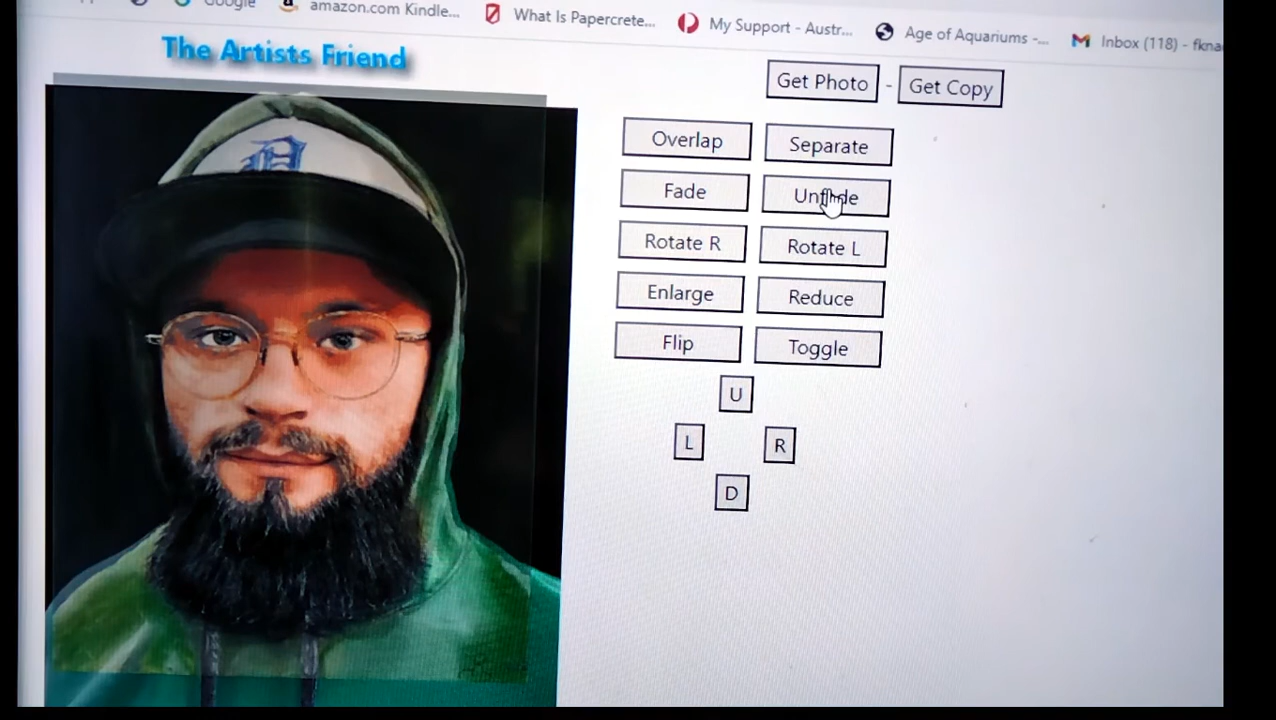 Google
amazon.com Kindle...
What Is Papercrete...
My Support - Austr...
Age of Aquariums -...
Inbox (118) - fkna
The Artists Friend
Get Photo - Get Copy
Overlap
Separate
Fade
Unfade
Rotate R
Rotate L
Enlarge
Reduce
Flip
Toggle
U
L
R
D